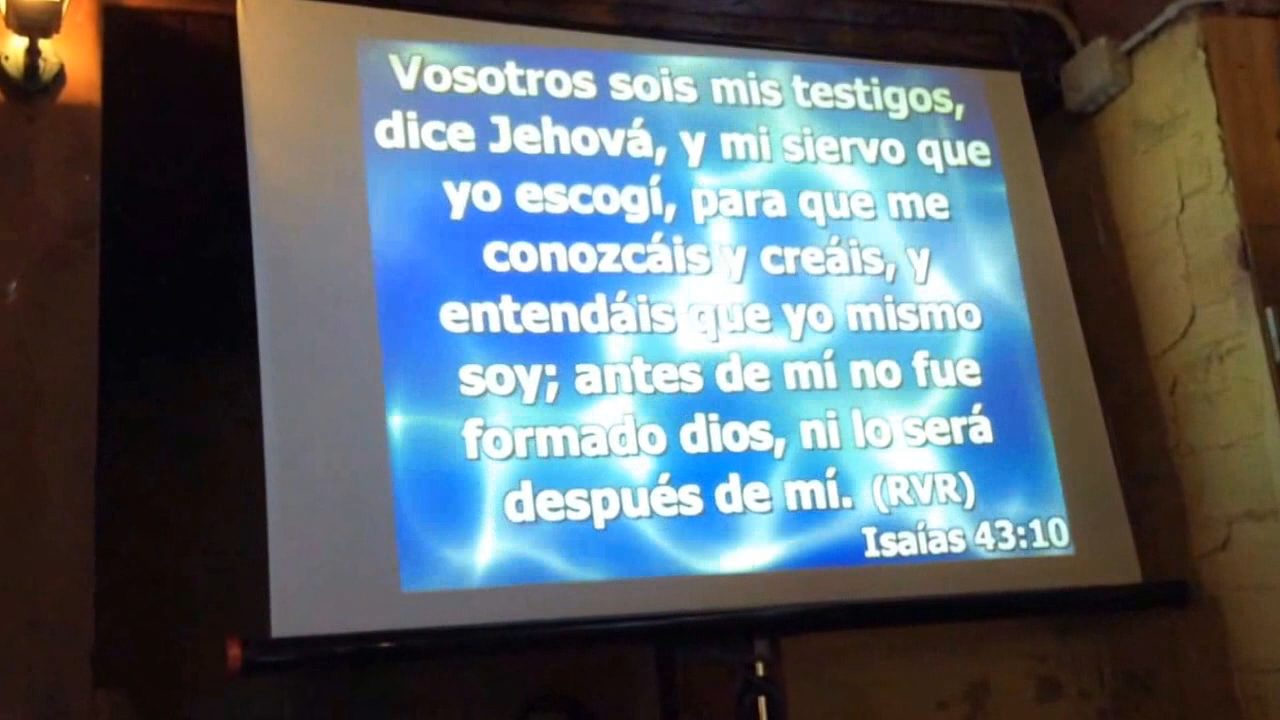 Vosotros sois mis testigos,
dice Jehová, y mi siervo que
yo escogí, para que me
conozcáis y creáis, y
entendáis que yo mismo
soy; antes de mí no fue
formado dios, ni lo será
después de mí. (RVR)
Isaías 43:10